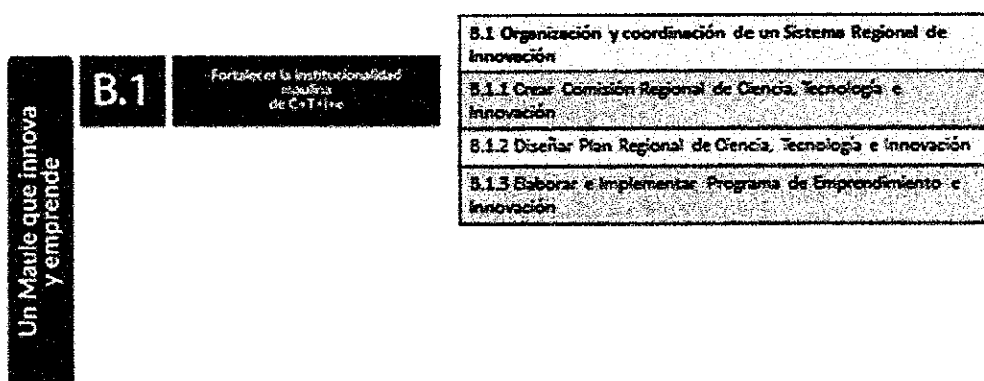 Un Maule que innova
y emprende
B.1
Fortalecer la institucionalidad
maulina
de C+T+i+e
B.1 Organización y coordinación de un Sistema Regional de
Innovación
B.1.1 Crear Comisión Regional de Ciencia, Tecnología e
Innovación
B.1.2 Diseñar Plan Regional de Ciencia, Tecnología e Innovación
B.1.3 Elaborar e Implementar Programa de Emprendimiento e
Innovación